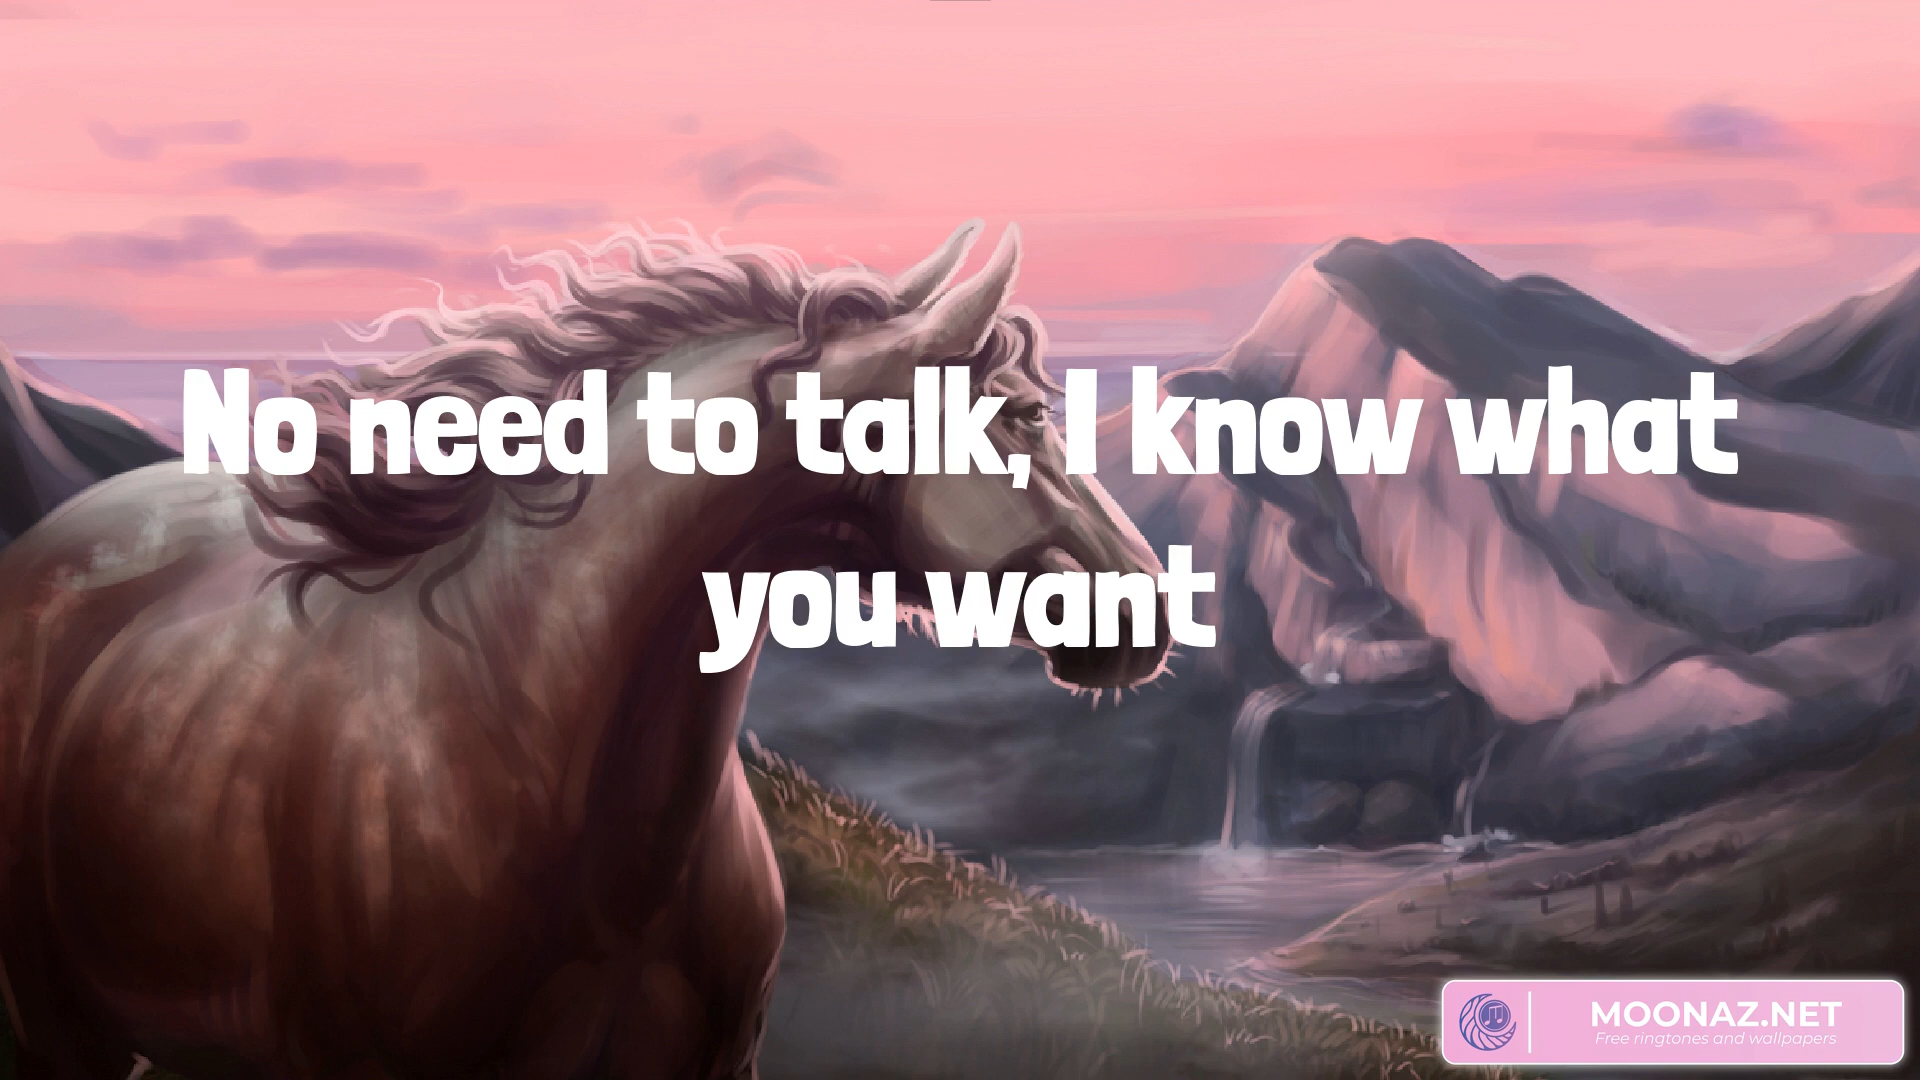 No need to talk, I know what
you want
MOONAZ.NET
Free ringtones and wallpapers